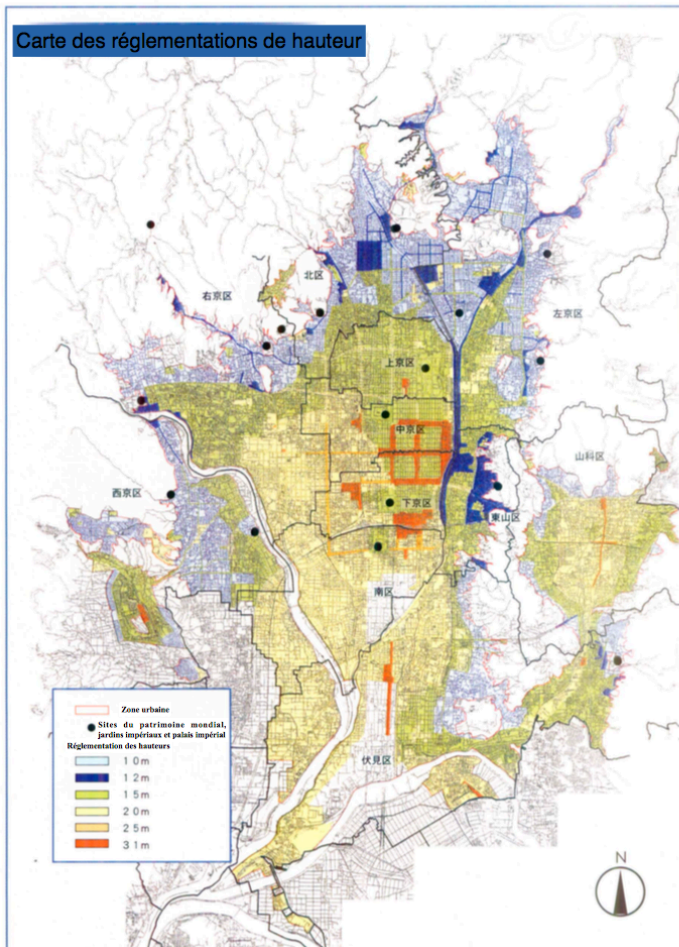 Carte des réglementations de hauteur
北区
右京区
左京区
上京区
中京区
山科区
西京区
下京区
東山区
南区
伏見区
Zone urbaine
Sites du patrimoine mondial,
jardins impériaux et palais impérial
Réglementation des hauteurs
10m
12m
15m
20m
25m
31m
N